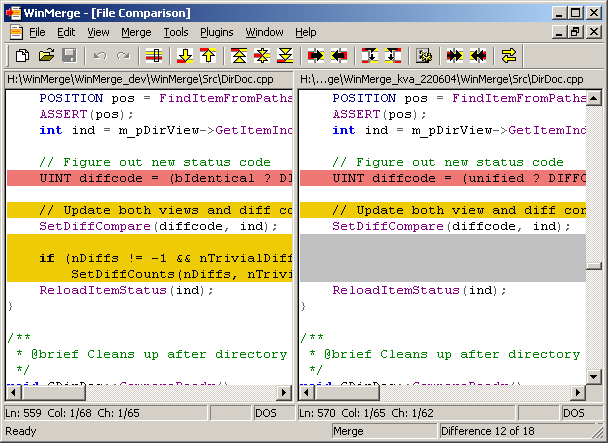 WinMerge - [File Comparison]
File Edit View Merge Tools Plugins Window Help
H:\WinMerge\WinMerge_dev\WinMerge\Src\DirDoc.cpp
POSITION pos = FindItemFromPaths
ASSERT(pos);
int ind = m_pDirView->GetItemInd
// Figure out new status code
UINT diffcode = (bIdentical ? DIF
// Update both views and diff co
SetDiffCompare(diffcode, ind);
if (nDiffs != -1 && nTrivialDiff
SetDiffCounts(nDiffs, nTrivi
ReloadItemStatus(ind);
}
/**
* @brief Cleans up after directory
*/
Ln: 559 Col: 1/68 Ch: 1/65
DOS
H:\...ge\WinMerge_kva_220604\WinMerge\Src\DirDoc.cpp
POSITION pos = FindItemFromPaths
ASSERT(pos);
int ind = m_pDirView->GetItemInd
// Figure out new status code
UINT diffcode = (unified ? DIFFC
// Update both view and diff con
SetDiffCompare(diffcode, ind);
ReloadItemStatus(ind);
}
/**
* @brief Cleans up after directory
*/
Ln: 570 Col: 1/65 Ch: 1/62
DOS
Ready
Merge
Difference 12 of 18